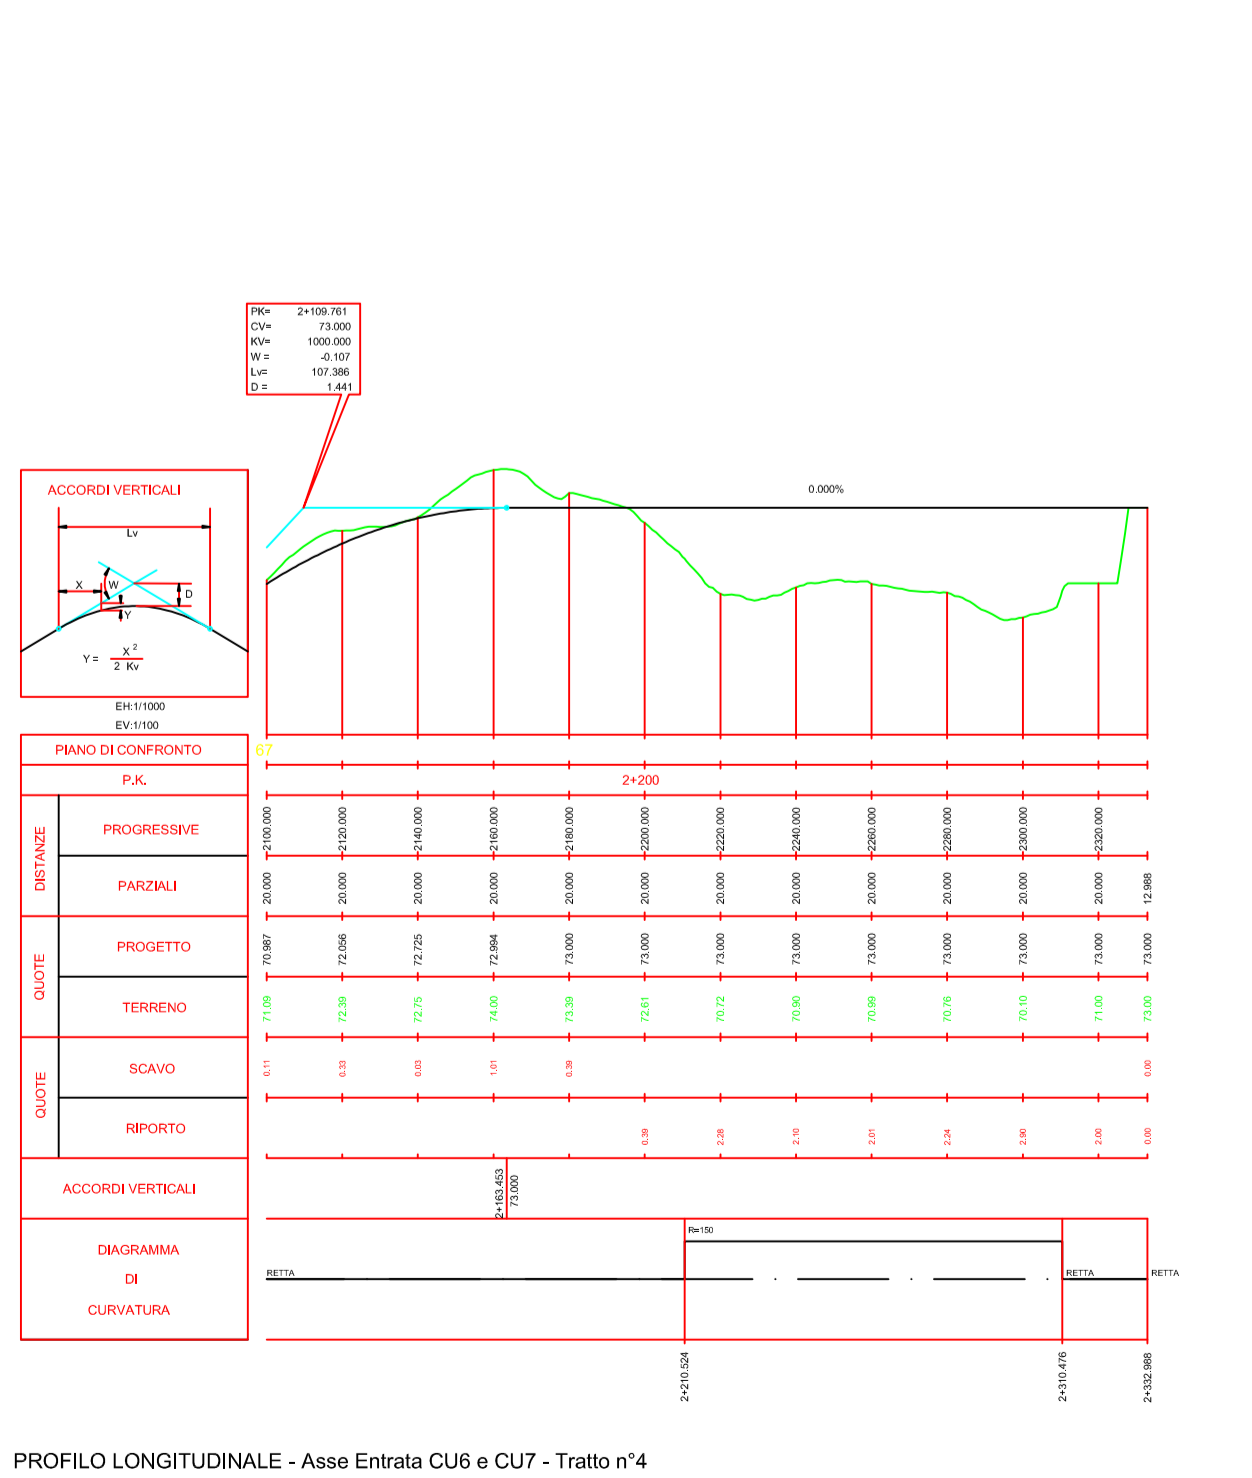 PK= 2+109.761
CV= 73.000
KV= 1000.000
W = -0.107
Lv= 107.386
D = 1.441
0.000%
ACCORDI VERTICALI
Lv
X W D
Y
Y = X 2
2 Kv
EH:1/1000
EV:1/100
PIANO DI CONFRONTO 67
P.K. 2+200
DISTANZE
PROGRESSIVE 2100.000 2120.000 2140.000 2160.000 2180.000 2200.000 2220.000 2240.000 2260.000 2280.000 2300.000 2320.000
PARZIALI 20.000 20.000 20.000 20.000 20.000 20.000 20.000 20.000 20.000 20.000 20.000 20.000 12.988
QUOTE
PROGETTO 70.987 72.056 72.725 72.994 73.000 73.000 73.000 73.000 73.000 73.000 73.000 73.000 73.000
TERRENO 71.09 72.39 72.75 74.00 73.39 72.61 70.72 70.90 70.99 70.76 70.10 71.00 73.00
QUOTE
SCAVO 0.11 0.33 0.03 1.01 0.39 0.00
RIPORTO 0.39 2.28 2.10 2.01 2.24 2.90 2.00 0.00
ACCORDI VERTICALI 2+163.453 73.000
DIAGRAMMA
DI
CURVATURA
RETTA R=150 RETTA RETTA
2+210.524 2+310.476 2+332.988
PROFILO LONGITUDINALE - Asse Entrata CU6 e CU7 - Tratto n°4